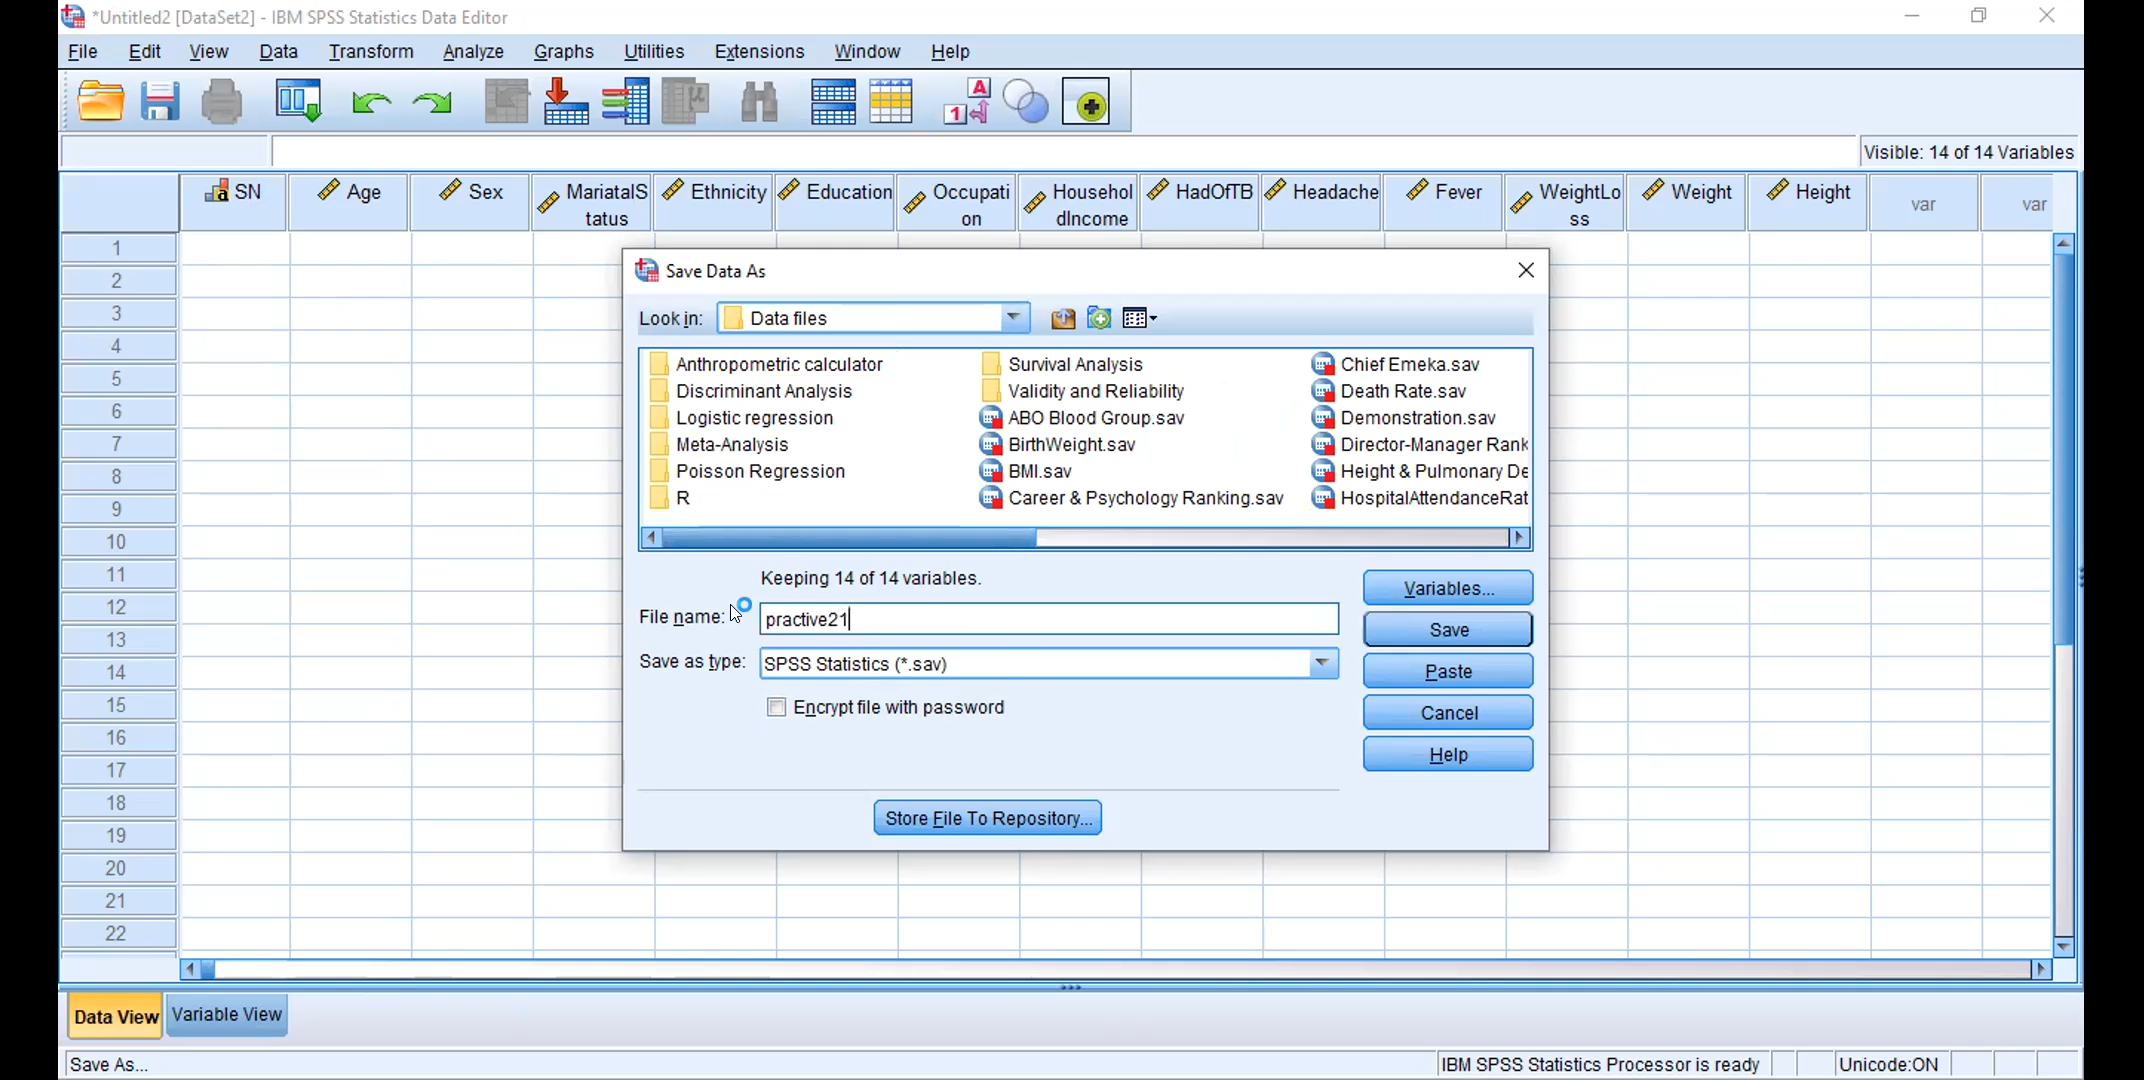 *Untitled2 [DataSet2] - IBM SPSS Statistics Data Editor
File Edit View Data Transform Analyze Graphs Utilities Extensions Window Help
Visible: 14 of 14 Variables
SN Age Sex MariatalS Ethnicity Education Occupati Househol HadOfTB Headache Fever WeightLo Weight Height var var
tatus on dIncome ss
1
2
3
4
5
6
7
8
9
10
11
12
13
14
15
16
17
18
19
20
21
22
Save Data As
Look in: Data files
Anthropometric calculator
Discriminant Analysis
Logistic regression
Meta-Analysis
Poisson Regression
R
Survival Analysis
Validity and Reliability
ABO Blood Group.sav
BirthWeight.sav
BMI.sav
Career & Psychology Ranking.sav
Chief Emeka.sav
Death Rate.sav
Demonstration.sav
Director-Manager Rank
Height & Pulmonary De
HospitalAttendanceRat
Keeping 14 of 14 variables.
File name: practive21
Save as type: SPSS Statistics (*.sav)
Encrypt file with password
Variables...
Save
Paste
Cancel
Help
Store File To Repository...
Data View Variable View
Save As... IBM SPSS Statistics Processor is ready Unicode:ON